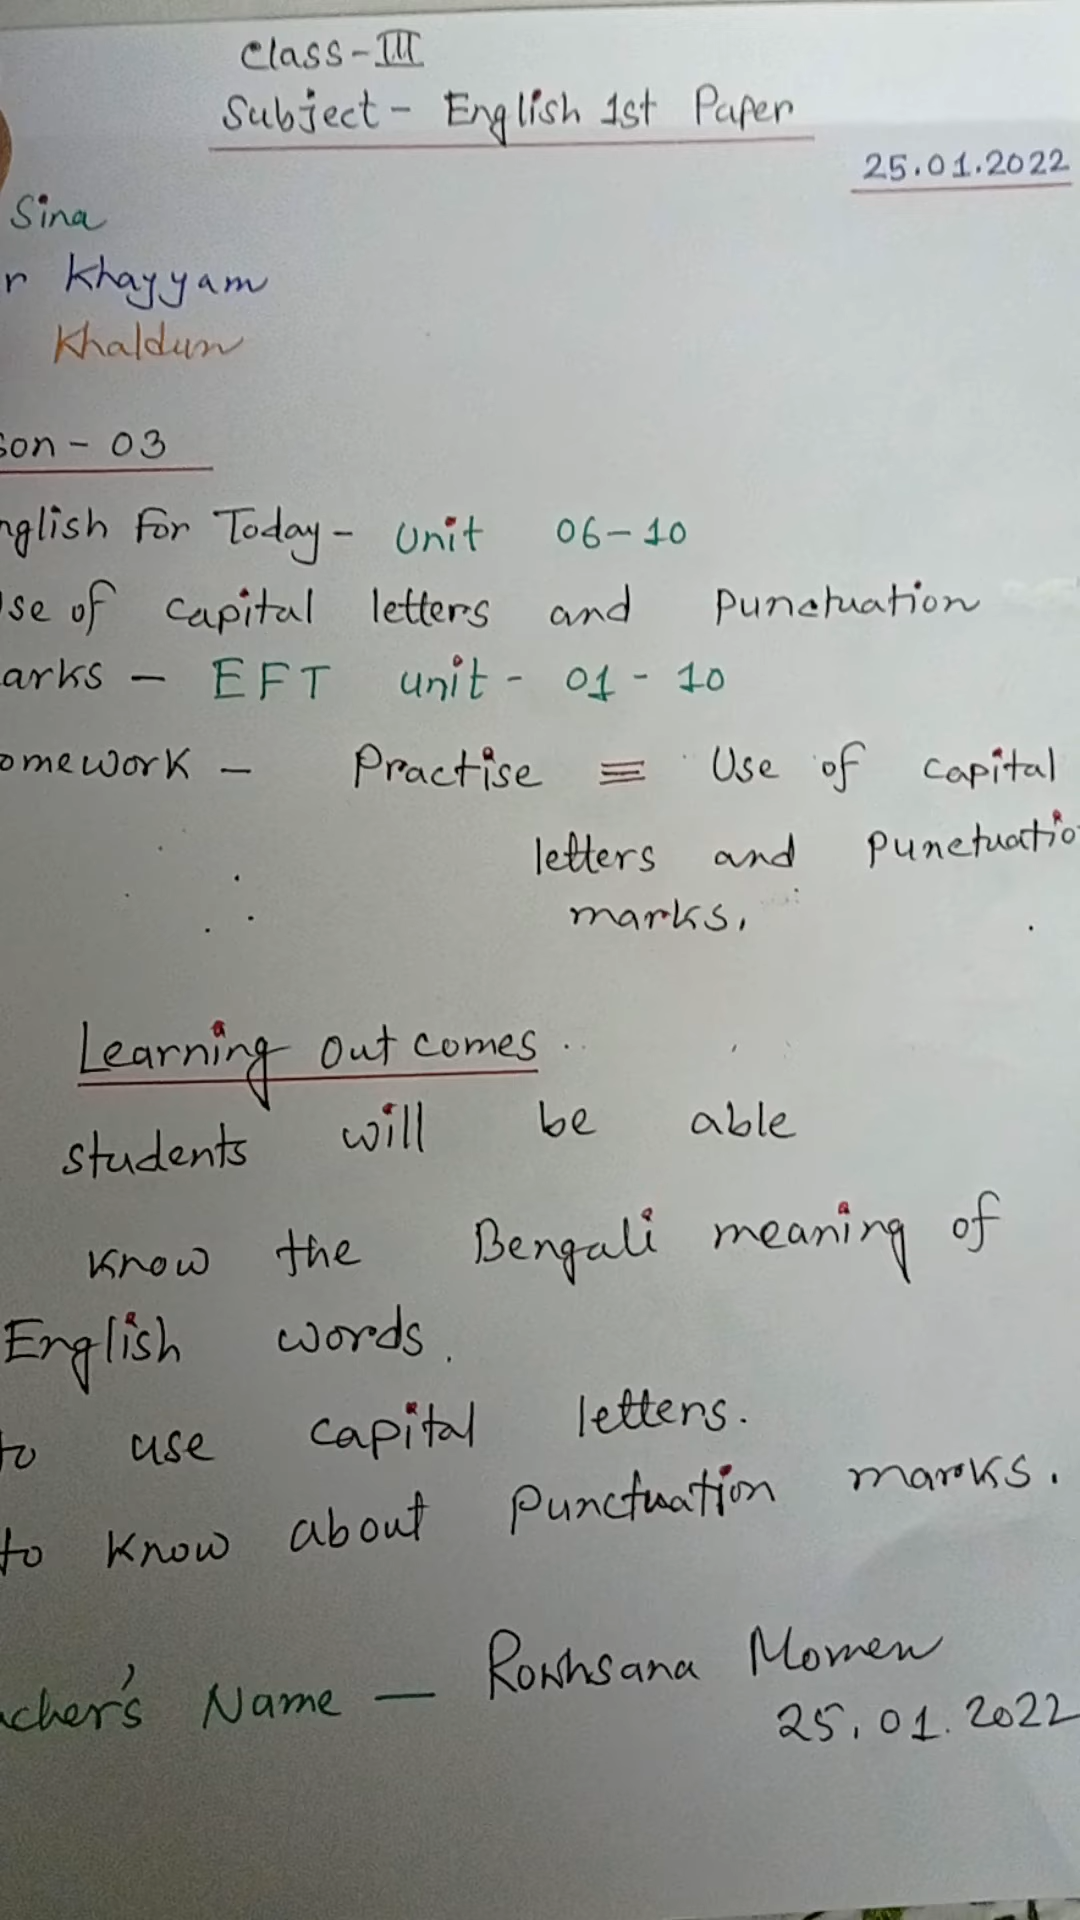 Class-III
Subject- English 1st Paper
25.01.2022
Sina
r Khayyam
Khaldun
son - 03
nglish For Today- Unit 06-10
se of capital letters and Punctuation
arks - EFT unit - 01 - 10
omework - Practise = Use of capital
letters and Punctuatio
marks.
Learning out comes
students will be able
know the Bengali meaning of
English words.
to use capital letters.
to know about Punctuation marks.
acher's Name - Rowhsana Momen
25.01.2022